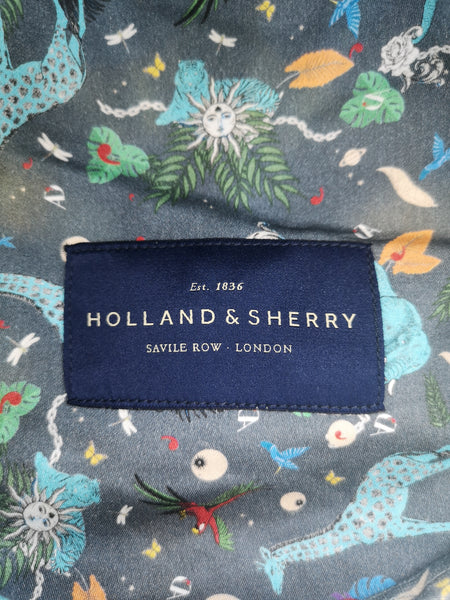 Est. 1836
HOLLAND & SHERRY
SAVILE ROW · LONDON